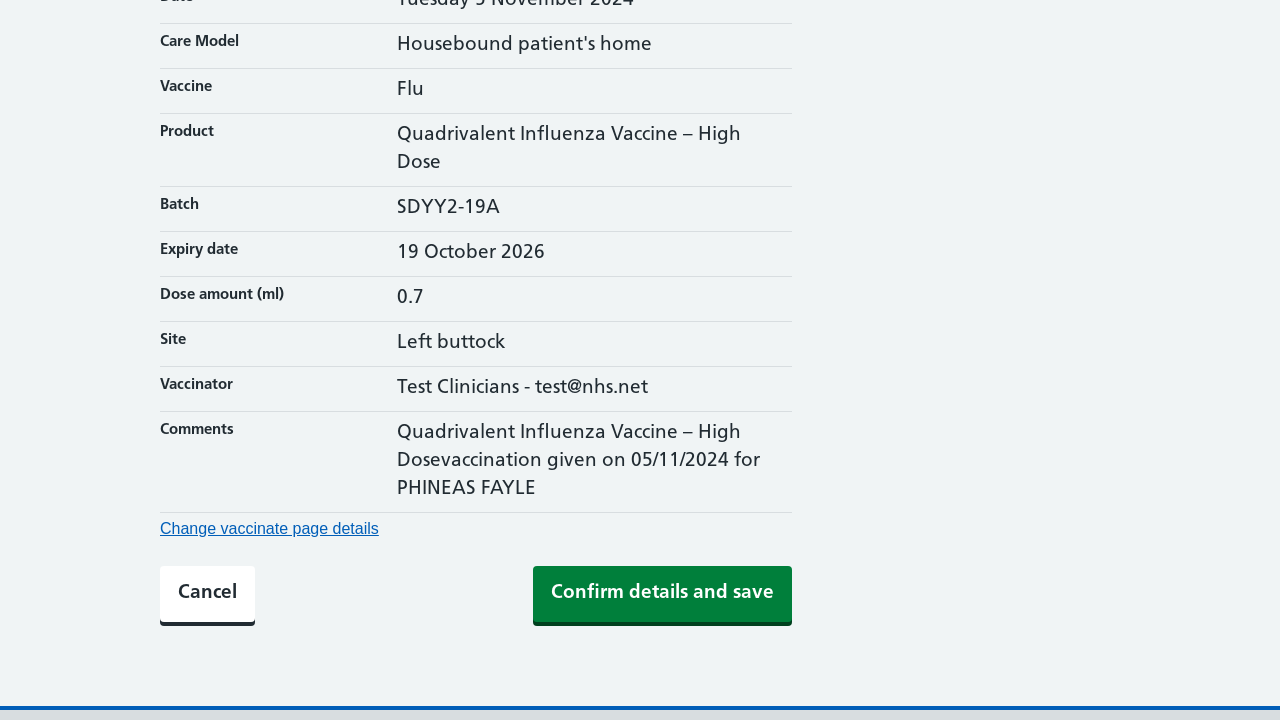 Date Tuesday 5 November 2024
Care Model Housebound patient's home
Vaccine Flu
Product Quadrivalent Influenza Vaccine – High
Dose
Batch SDYY2-19A
Expiry date 19 October 2026
Dose amount (ml) 0.7
Site Left buttock
Vaccinator Test Clinicians - test@nhs.net
Comments Quadrivalent Influenza Vaccine – High
Dosevaccination given on 05/11/2024 for
PHINEAS FAYLE
Change vaccinate page details
Cancel Confirm details and save